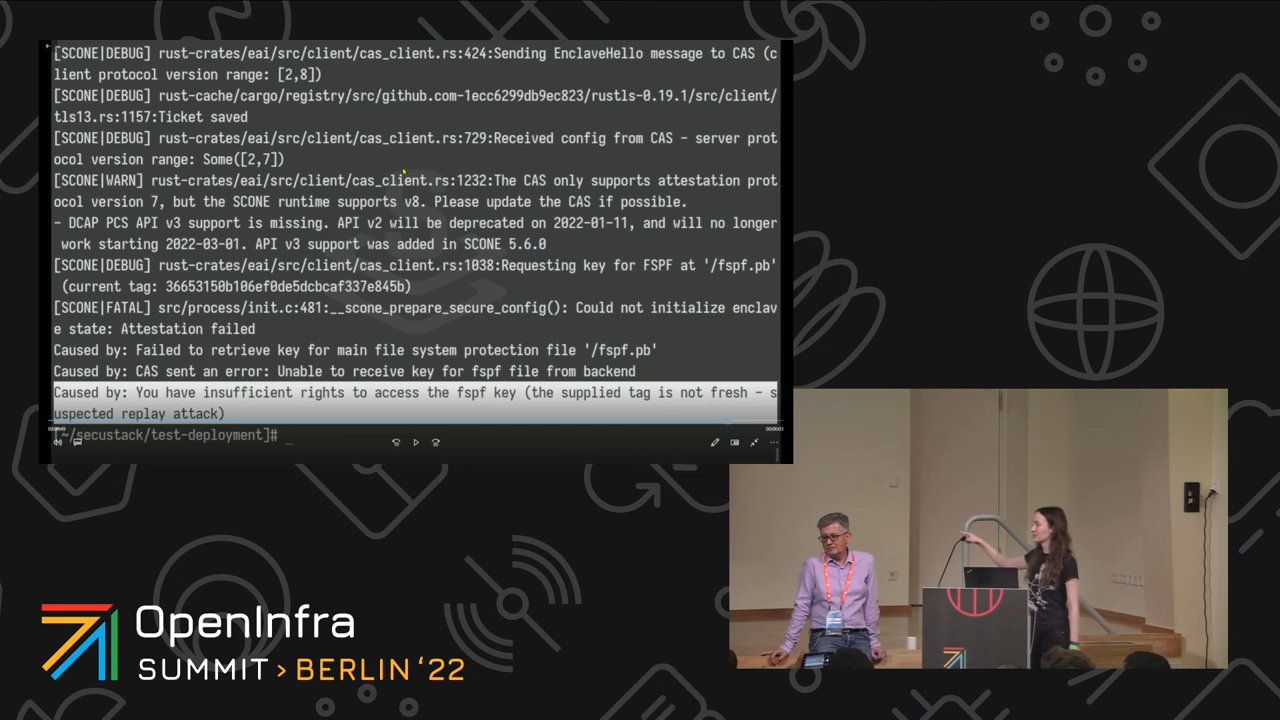 [SCONE|DEBUG] rust-crates/eai/src/client/cas_client.rs:424:Sending EnclaveHello message to CAS (c
lient protocol version range: [2,8])
[SCONE|DEBUG] rust-cache/cargo/registry/src/github.com-1ecc6299db9ec823/rustls-0.19.1/src/client/
tls13.rs:1157:Ticket saved
[SCONE|DEBUG] rust-crates/eai/src/client/cas_client.rs:729:Received config from CAS - server prot
ocol version range: Some([2,7])
[SCONE|WARN] rust-crates/eai/src/client/cas_client.rs:1232:The CAS only supports attestation prot
ocol version 7, but the SCONE runtime supports v8. Please update the CAS if possible.
- DCAP PCS API v3 support is missing. API v2 will be deprecated on 2022-01-11, and will no longer
work starting 2022-03-01. API v3 support was added in SCONE 5.6.0
[SCONE|DEBUG] rust-crates/eai/src/client/cas_client.rs:1038:Requesting key for FSPF at '/fspf.pb'
(current tag: 36653150b106ef0de5dcbcaf337e845b)
[SCONE|FATAL] src/process/init.c:481:__scone_prepare_secure_config(): Could not initialize enclav
e state: Attestation failed
Caused by: Failed to retrieve key for main file system protection file '/fspf.pb'
Caused by: CAS sent an error: Unable to receive key for fspf file from backend
Caused by: You have insufficient rights to access the fspf key (the supplied tag is not fresh - s
uspected replay attack)
[~/secustack/test-deployment]# _
OpenInfra
SUMMIT > BERLIN ‘22